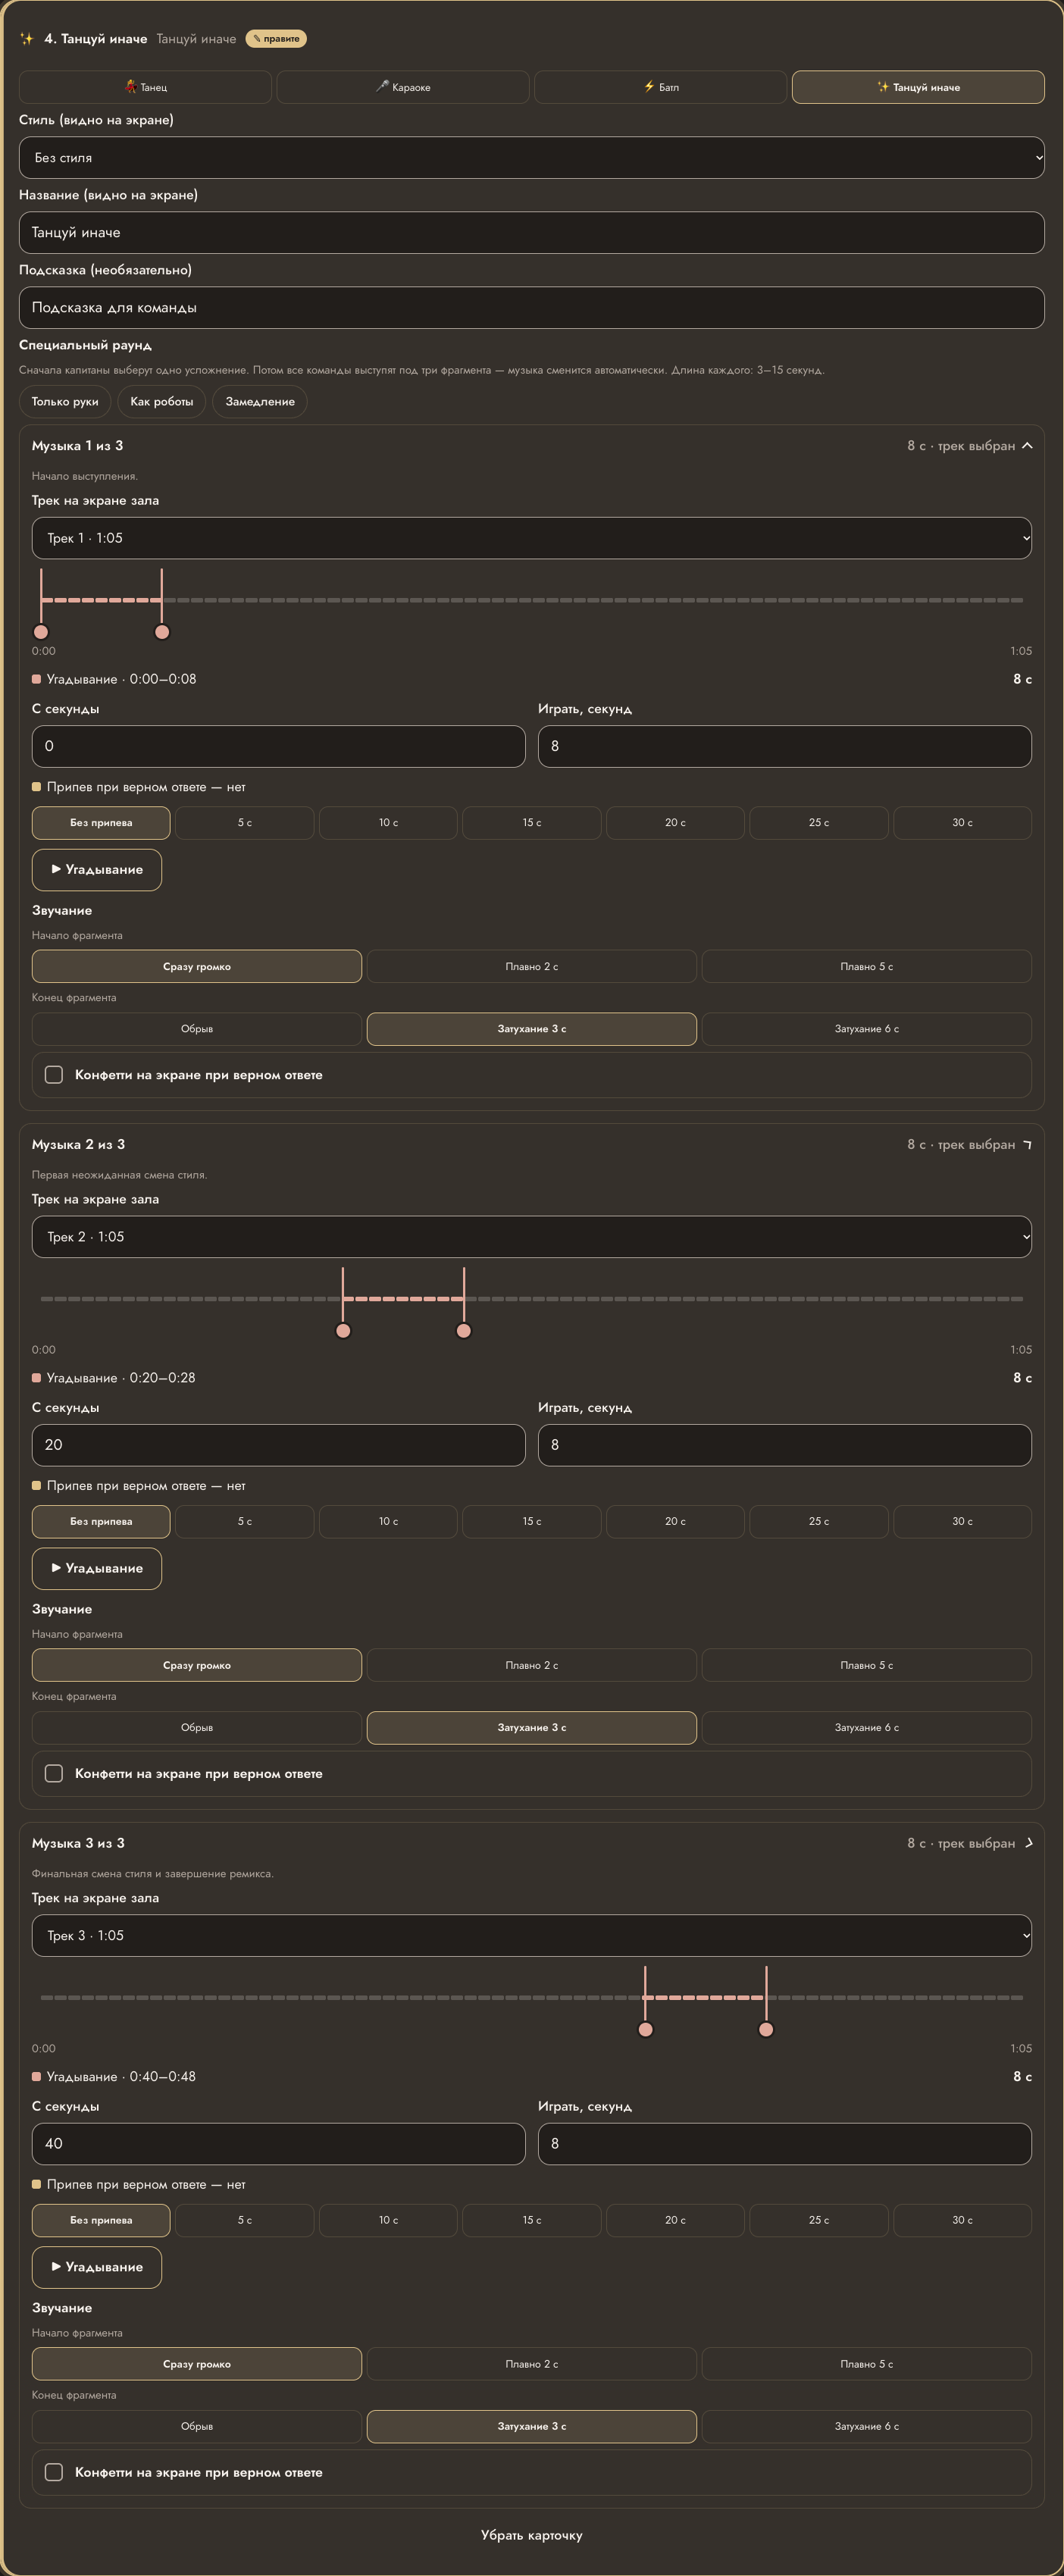 ✨ 4. Танцуй иначе Танцуй иначе ✎ правите
💃 Танец 🎤 Караоке ⚡ Батл ✨ Танцуй иначе
Стиль (видно на экране)
Без стиля
Название (видно на экране)
Танцуй иначе
Подсказка (необязательно)
Подсказка для команды
Специальный раунд
Сначала капитаны выберут одно усложнение. Потом все команды выступят под три фрагмента — музыка сменится автоматически. Длина каждого: 3–15 секунд.
Только руки Как роботы Замедление
Музыка 1 из 3 8 с · трек выбран
Начало выступления.
Трек на экране зала
Трек 1 · 1:05
0:00 1:05
Угадывание · 0:00–0:08 8 с
С секунды Играть, секунд
0 8
Припев при верном ответе — нет
Без припева 5 с 10 с 15 с 20 с 25 с 30 с
▶ Угадывание
Звучание
Начало фрагмента
Сразу громко Плавно 2 с Плавно 5 с
Конец фрагмента
Обрыв Затухание 3 с Затухание 6 с
Конфетти на экране при верном ответе
Музыка 2 из 3 8 с · трек выбран
Первая неожиданная смена стиля.
Трек на экране зала
Трек 2 · 1:05
0:00 1:05
Угадывание · 0:20–0:28 8 с
С секунды Играть, секунд
20 8
Припев при верном ответе — нет
Без припева 5 с 10 с 15 с 20 с 25 с 30 с
▶ Угадывание
Звучание
Начало фрагмента
Сразу громко Плавно 2 с Плавно 5 с
Конец фрагмента
Обрыв Затухание 3 с Затухание 6 с
Конфетти на экране при верном ответе
Музыка 3 из 3 8 с · трек выбран
Финальная смена стиля и завершение ремикса.
Трек на экране зала
Трек 3 · 1:05
0:00 1:05
Угадывание · 0:40–0:48 8 с
С секунды Играть, секунд
40 8
Припев при верном ответе — нет
Без припева 5 с 10 с 15 с 20 с 25 с 30 с
▶ Угадывание
Звучание
Начало фрагмента
Сразу громко Плавно 2 с Плавно 5 с
Конец фрагмента
Обрыв Затухание 3 с Затухание 6 с
Конфетти на экране при верном ответе
Убрать карточку